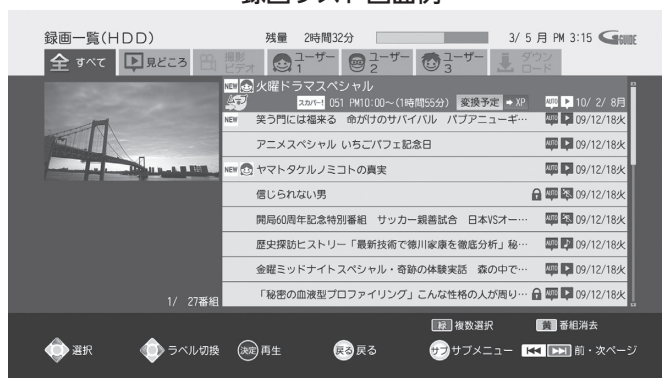 録画リスト画面例
録画一覧(HDD) 残量 2時間32分 3/ 5月 PM 3:15 G GUIDE
全 すべて 見どころ 撮影ビデオ ユーザー1 ユーザー2 ユーザー3 ダウンロード
NEW 火曜ドラマスペシャル
スカパー! 051 PM10:00〜(1時間55分) 変換予定 ➡XP AUTO 10/ 2/ 8月
NEW 笑う門には福来る 命がけのサバイバル パプアニューギ… AUTO 09/12/18火
アニメスペシャル いちごパフェ記念日 AUTO 09/12/18火
NEW ヤマトタケルノミコトの真実 AUTO 09/12/18火
信じられない男 AUTO 09/12/18火
開局60周年記念特別番組 サッカー親善試合 日本VSオー… AUTO 09/12/18火
歴史探訪ヒストリー「最新技術で徳川家康を徹底分析」秘… AUTO 09/12/18火
金曜ミッドナイトスペシャル・奇跡の体験実話 森の中で… AUTO 09/12/18火
「秘密の血液型プロファイリング」こんな性格の人が周り… AUTO 09/12/18火
1/ 27番組
緑 複数選択 黄 番組消去
選択 ラベル切換 決定 再生 戻る 戻る サブ サブメニュー 前・次ページ